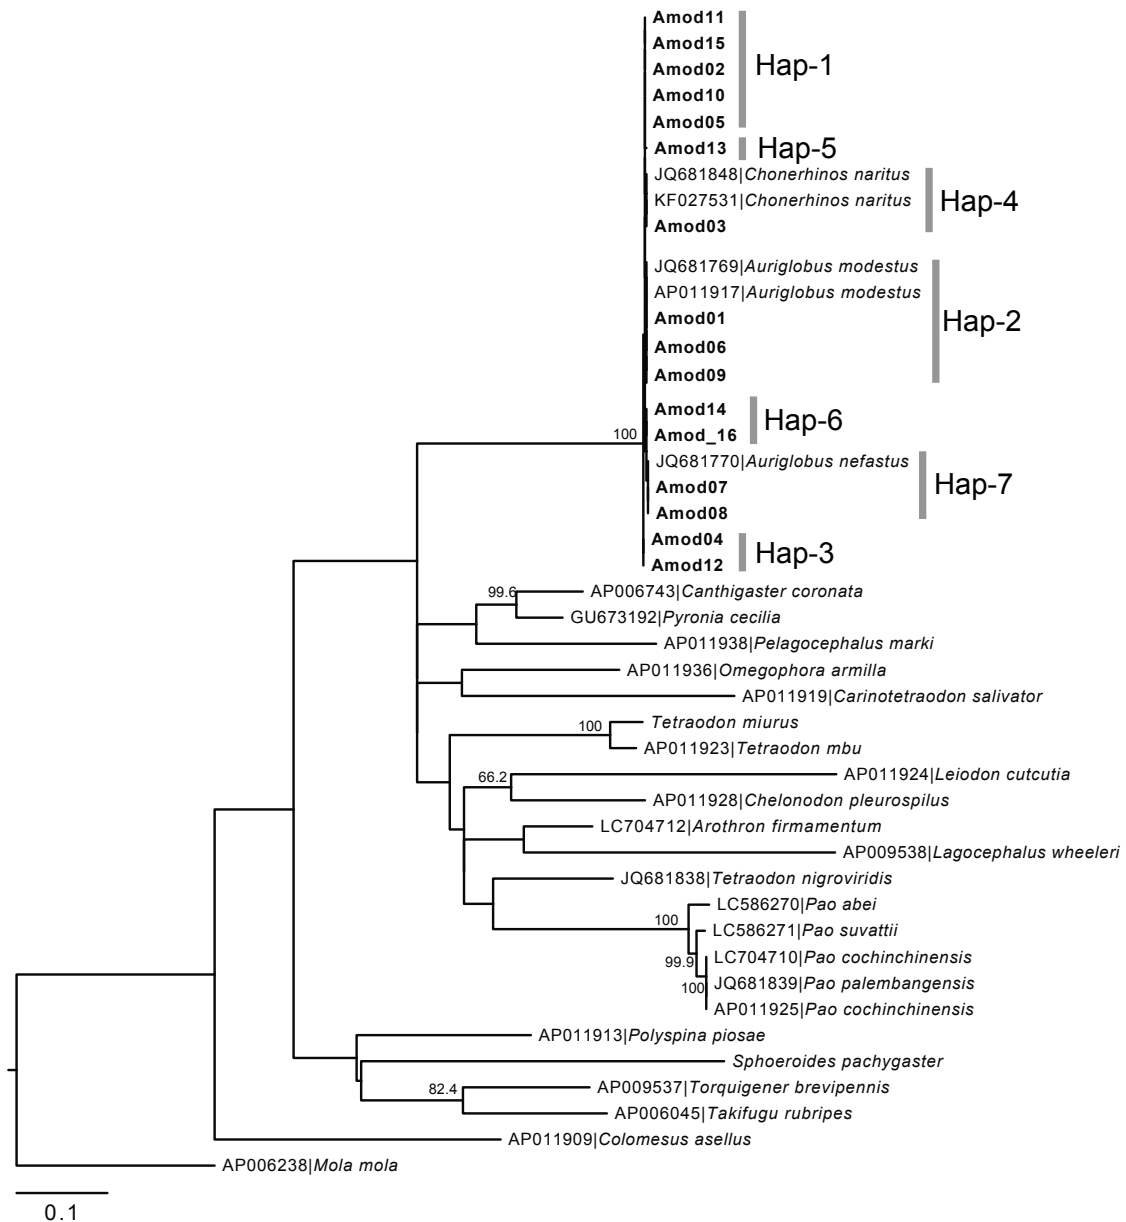 Amod11
Amod15
Hap-1
Amod02
Amod10
Amod05
Amod13
Hap-5
JQ681848|Chonerhinos naritus
KF027531|Chonerhinos naritus
Hap-4
Amod03
JQ681769|Auriglobus modestus
AP011917|Auriglobus modestus
Amod01
Hap-2
Amod06
Amod09
Amod14
Hap-6
100
Amod_16
JQ681770|Auriglobus nefastus
Amod07
Hap-7
Amod08
Amod04
Hap-3
Amod12
99.6
AP006743|Canthigaster coronata
GU673192|Pyronia cecilia
AP011938|Pelagocephalus marki
AP011936|Omegophora armilla
AP011919|Carinotetraodon salivator
Tetraodon miurus
100
AP011923|Tetraodon mbu
AP011924|Leiodon cutcutia
66.2
AP011928|Chelonodon pleurospilus
LC704712|Arothron firmamentum
AP009538|Lagocephalus wheeleri
JQ681838|Tetraodon nigroviridis
LC586270|Pao abei
100
LC586271|Pao suvattii
LC704710|Pao cochinchinensis
99.9
JQ681839|Pao palembangensis
100
AP011925|Pao cochinchinensis
AP011913|Polyspina piosae
Sphoeroides pachygaster
82.4
AP009537|Torquigener brevipennis
AP006045|Takifugu rubripes
AP011909|Colomesus asellus
AP006238|Mola mola
0.1